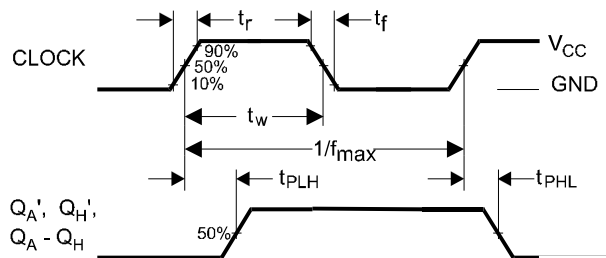 tr
tf
90%
VCC
CLOCK
50%
10%
GND
tw
1/fmax
tPLH
tPHL
QA', QH',
QA - QH
50%